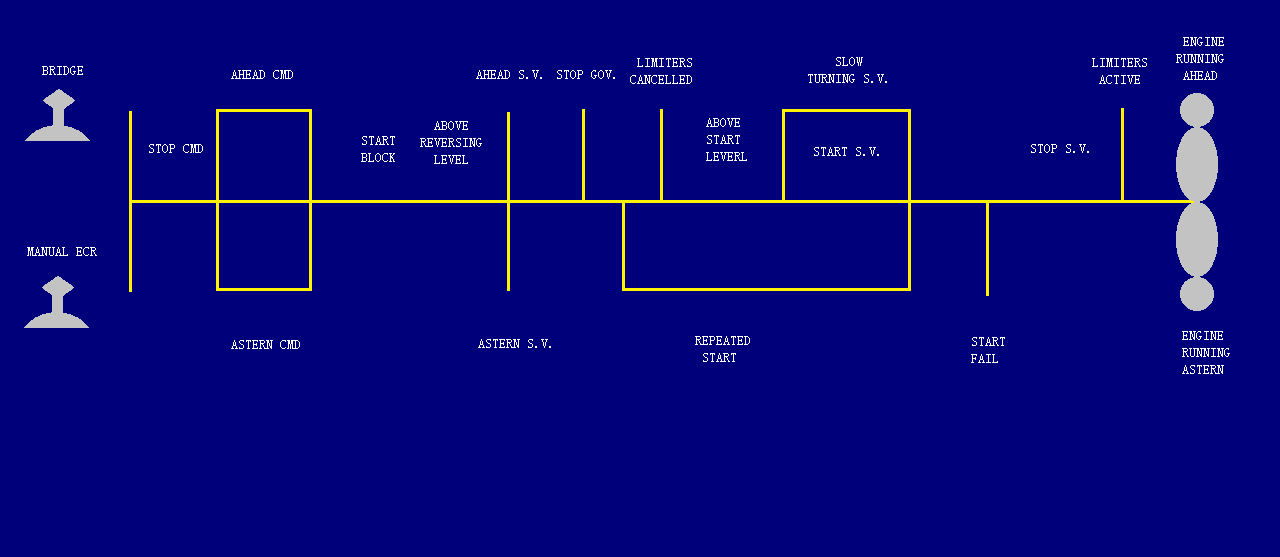 BRIDGE
AHEAD CMD
AHEAD S.V.
STOP GOV.
LIMITERS
CANCELLED
SLOW
TURNING S.V.
LIMITERS
ACTIVE
ENGINE
RUNNING
AHEAD
STOP CMD
START
BLOCK
ABOVE
REVERSING
LEVEL
ABOVE
START
LEVERL
START S.V.
STOP S.V.
MANUAL ECR
ASTERN CMD
ASTERN S.V.
REPEATED
START
START
FAIL
ENGINE
RUNNING
ASTERN